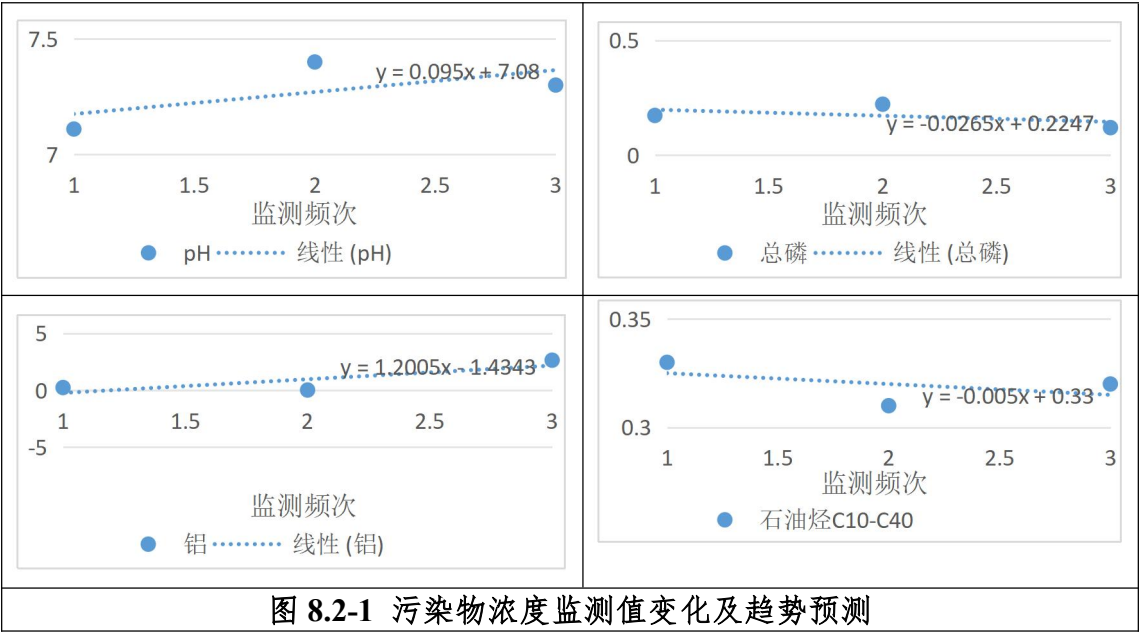 7.5
y = 0.095x + 7.08
7
1 1.5 2 2.5 3
监测频次
pH 线性 (pH)
0.5
y = -0.0265x + 0.2247
0
1 1.5 2 2.5 3
监测频次
总磷 线性 (总磷)
5
y = 1.2005x - 1.4343
0
1 1.5 2 2.5 3
-5
监测频次
铝 线性 (铝)
0.35
y = -0.005x + 0.33
0.3
1 1.5 2 2.5 3
监测频次
石油烃C10-C40
图 8.2-1 污染物浓度监测值变化及趋势预测